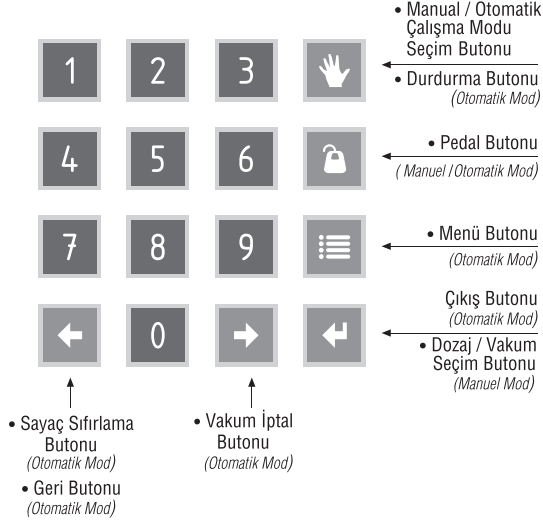 • Manual / Otomatik
Çalışma Modu
Seçim Butonu
1 2 3
• Durdurma Butonu
(Otomatik Mod)
4 5 6
• Pedal Butonu
( Manuel / Otomatik Mod)
7 8 9
• Menü Butonu
(Otomatik Mod)
Çıkış Butonu
(Otomatik Mod)
0
• Dozaj / Vakum
Seçim Butonu
(Manuel Mod)
• Sayaç Sıfırlama
Butonu
(Otomatik Mod)
• Geri Butonu
(Otomatik Mod)
• Vakum İptal
Butonu
(Otomatik Mod)